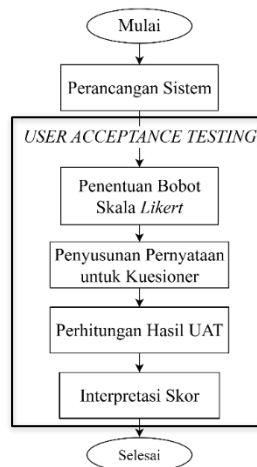 Mulai
Perancangan Sistem
USER ACCEPTANCE TESTING
Penentuan Bobot
Skala Likert
Penyusunan Pernyataan
untuk Kuesioner
Perhitungan Hasil UAT
Interpretasi Skor
Selesai